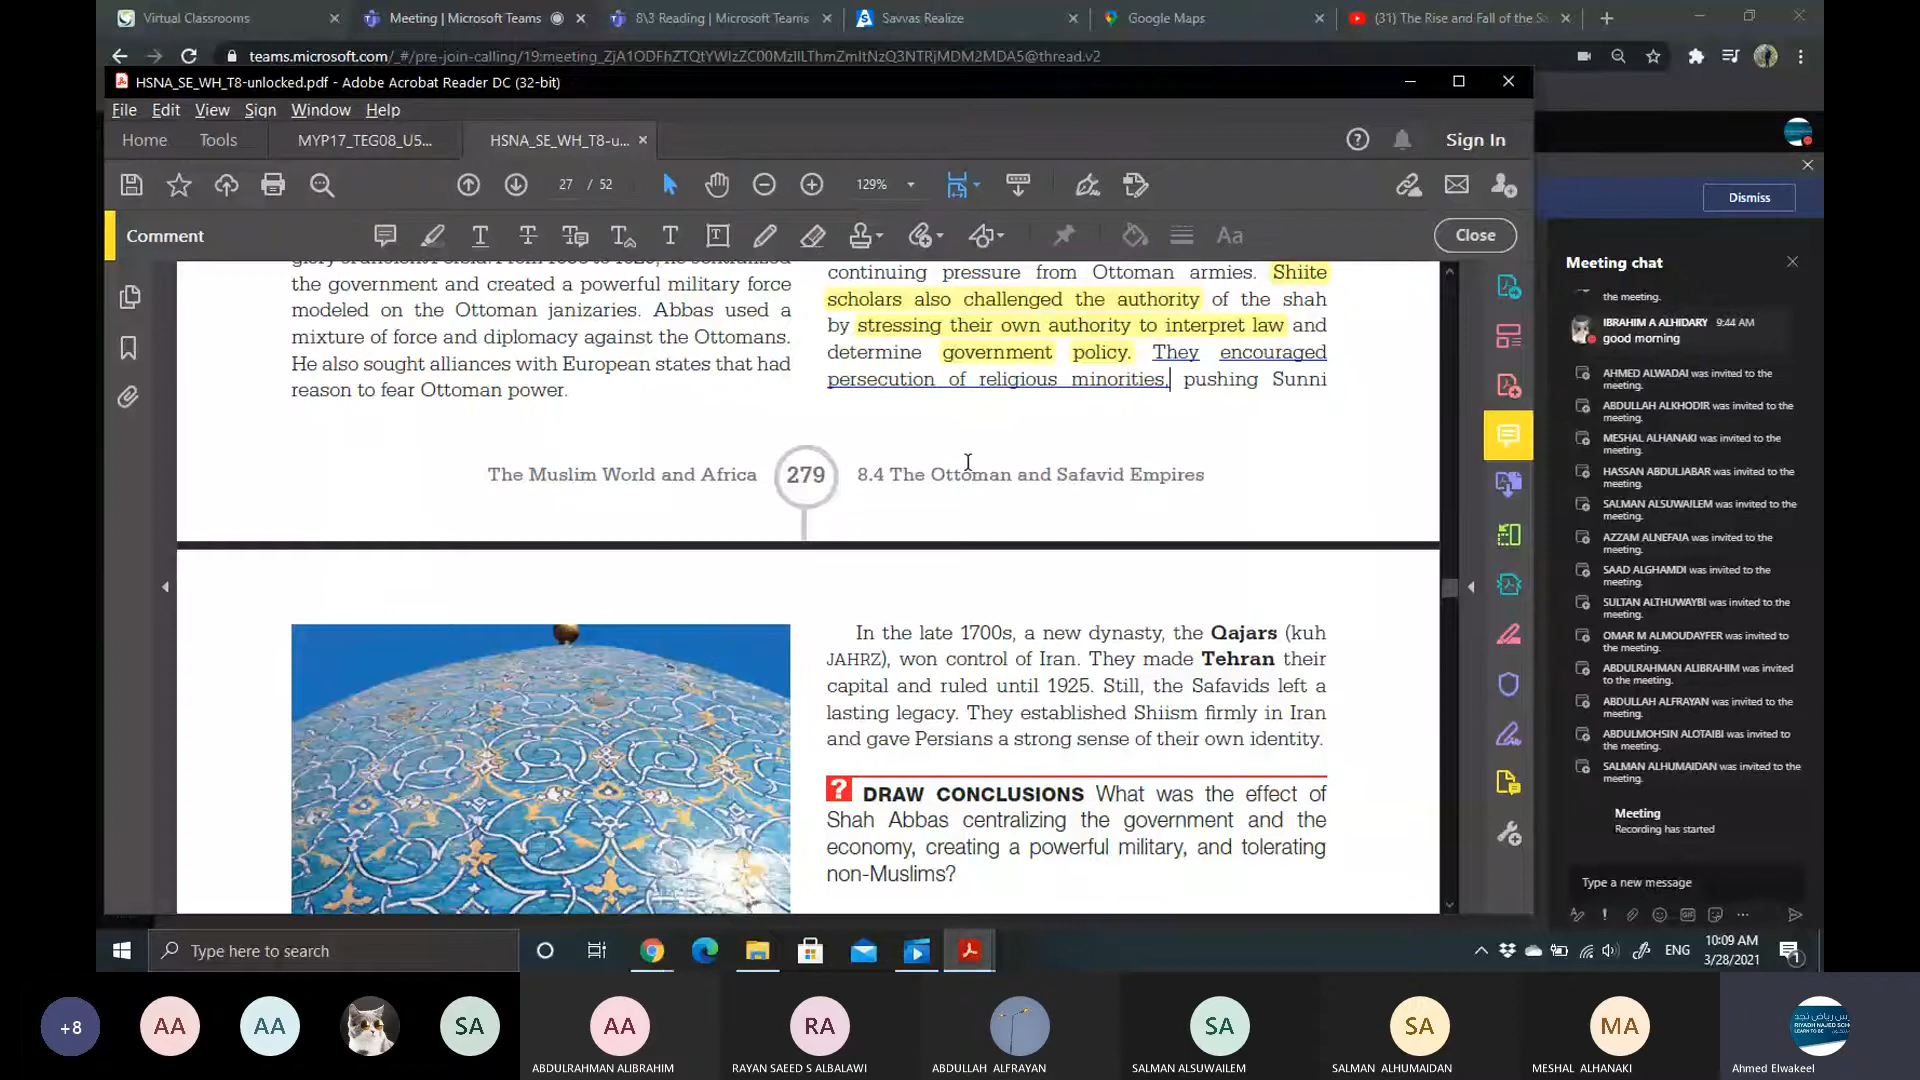 Virtual Classrooms
Meeting | Microsoft Teams
8\3 Reading | Microsoft Teams
Savvas Realize
Google Maps
(31) The Rise and Fall of the Sa
HSNA_SE_WH_T8-unlocked.pdf - Adobe Acrobat Reader DC (32-bit)
File Edit View Sign Window Help
Home Tools
MYP17_TEG08_U5...
HSNA_SE_WH_T8-u...
Sign In
27 / 52
129%
Comment
Close
the government and created a powerful military force
modeled on the Ottoman janizaries. Abbas used a
mixture of force and diplomacy against the Ottomans.
He also sought alliances with European states that had
reason to fear Ottoman power.
continuing pressure from Ottoman armies. Shiite
scholars also challenged the authority of the shah
by stressing their own authority to interpret law and
determine government policy. They encouraged
persecution of religious minorities, pushing Sunni
The Muslim World and Africa
279
8.4 The Ottoman and Safavid Empires
In the late 1700s, a new dynasty, the Qajars (kuh
JAHRZ), won control of Iran. They made Tehran their
capital and ruled until 1925. Still, the Safavids left a
lasting legacy. They established Shiism firmly in Iran
and gave Persians a strong sense of their own identity.
? DRAW CONCLUSIONS What was the effect of
Shah Abbas centralizing the government and the
economy, creating a powerful military, and tolerating
non-Muslims?
Dismiss
Meeting chat
the meeting.
IBRAHIM A ALHIDARY 9:44 AM
good morning
AHMED ALWADAI was invited to the
meeting.
ABDULLAH ALKHODIR was invited to the
meeting.
MESHAL ALHANAKI was invited to the
meeting.
HASSAN ABDULJABAR was invited to the
meeting.
SALMAN ALSUWAILEM was invited to the
meeting.
AZZAM ALNEFAIA was invited to the
meeting.
SAAD ALGHAMDI was invited to the
meeting.
SULTAN ALTHUWAYBI was invited to the
meeting.
OMAR M ALMOUDAYFER was invited to
the meeting.
ABDULRAHMAN ALIBRAHIM was invited
to the meeting.
ABDULLAH ALFRAYAN was invited to the
meeting.
ABDULMOHSIN ALOTAIBI was invited to
the meeting.
SALMAN ALHUMAIDAN was invited to the
meeting.
Meeting
Recording has started
Type a new message
Type here to search
ENG
10:09 AM
3/28/2021
1
+8
AA
AA
SA
AA
RA
SA
SA
MA
RIYADH NAJED SCH
LEARN TO BE
ABDULRAHMAN ALIBRAHIM
RAYAN SAEED S ALBALAWI
ABDULLAH ALFRAYAN
SALMAN ALSUWAILEM
SALMAN ALHUMAIDAN
MESHAL ALHANAKI
Ahmed Elwakeel